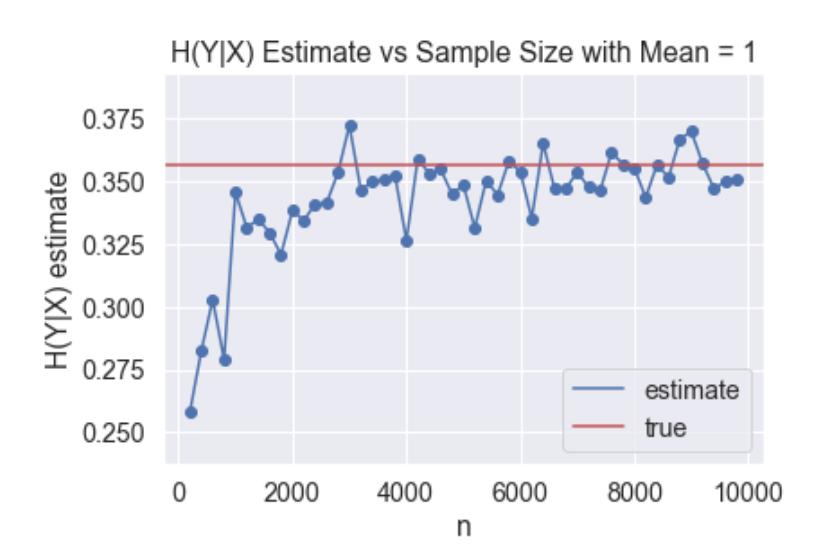 H(Y|X) Estimate vs Sample Size with Mean = 1
H(Y|X) estimate
0.375
0.350
0.325
0.300
0.275
0.250
estimate
true
0 2000 4000 6000 8000 10000
n